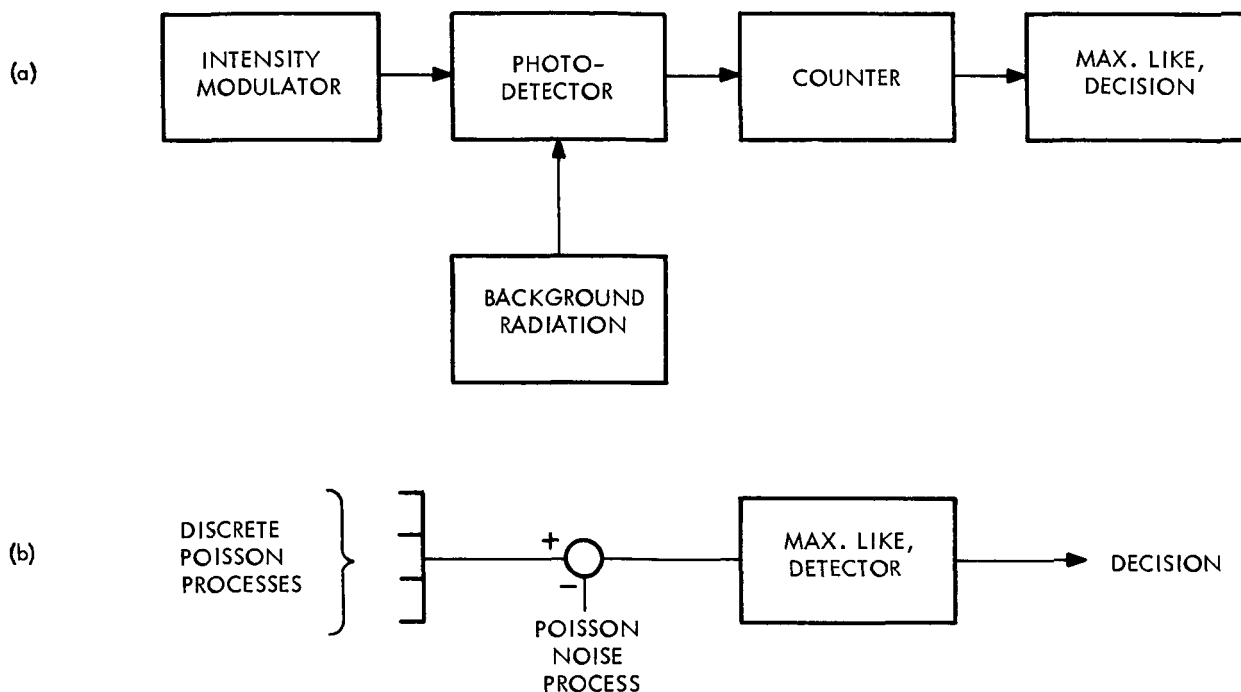 (a)
INTENSITY
MODULATOR
PHOTO-
DETECTOR
COUNTER
MAX. LIKE,
DECISION
BACKGROUND
RADIATION
(b)
DISCRETE
POISSON
PROCESSES
+
−
POISSON
NOISE
PROCESS
MAX. LIKE,
DETECTOR
DECISION